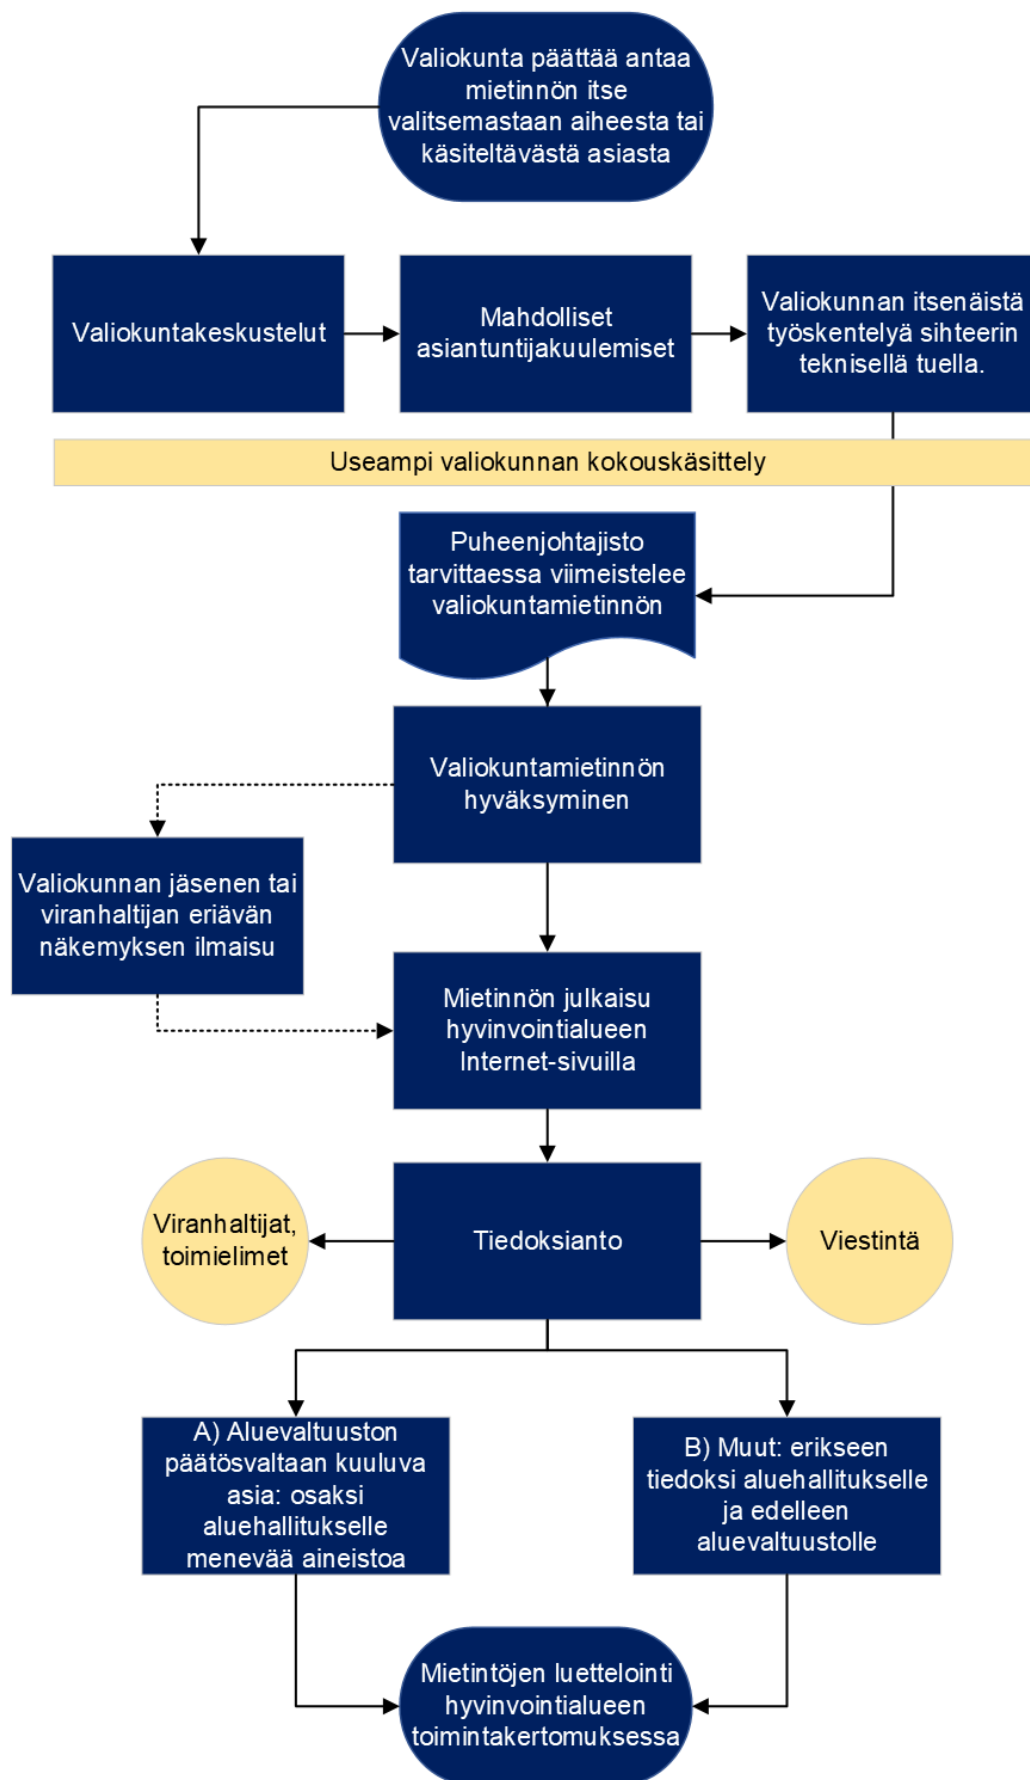 Valiokunta päättää antaa
mietinnön itse
valitsemastaan aiheesta tai
käsiteltävästä asiasta
Valiokuntakeskustelut
Mahdolliset
asiantuntijakuulemiset
Valiokunnan itsenäistä
työskentelyä sihteerin
teknisellä tuella.
Useampi valiokunnan kokouskäsittely
Puheenjohtajisto
tarvittaessa viimeistelee
valiokuntamietinnön
Valiokuntamietinnön
hyväksyminen
Valiokunnan jäsenen tai
viranhaltijan eriävän
näkemyksen ilmaisu
Mietinnön julkaisu
hyvinvointialueen
Internet-sivuilla
Viranhaltijat,
toimielimet
Tiedoksianto
Viestintä
A) Aluevaltuuston
päätösvaltaan kuuluva
asia: osaksi
aluehallitukselle
menevää aineistoa
B) Muut: erikseen
tiedoksi aluehallitukselle
ja edelleen
aluevaltuustolle
Mietintöjen luettelointi
hyvinvointialueen
toimintakertomuksessa